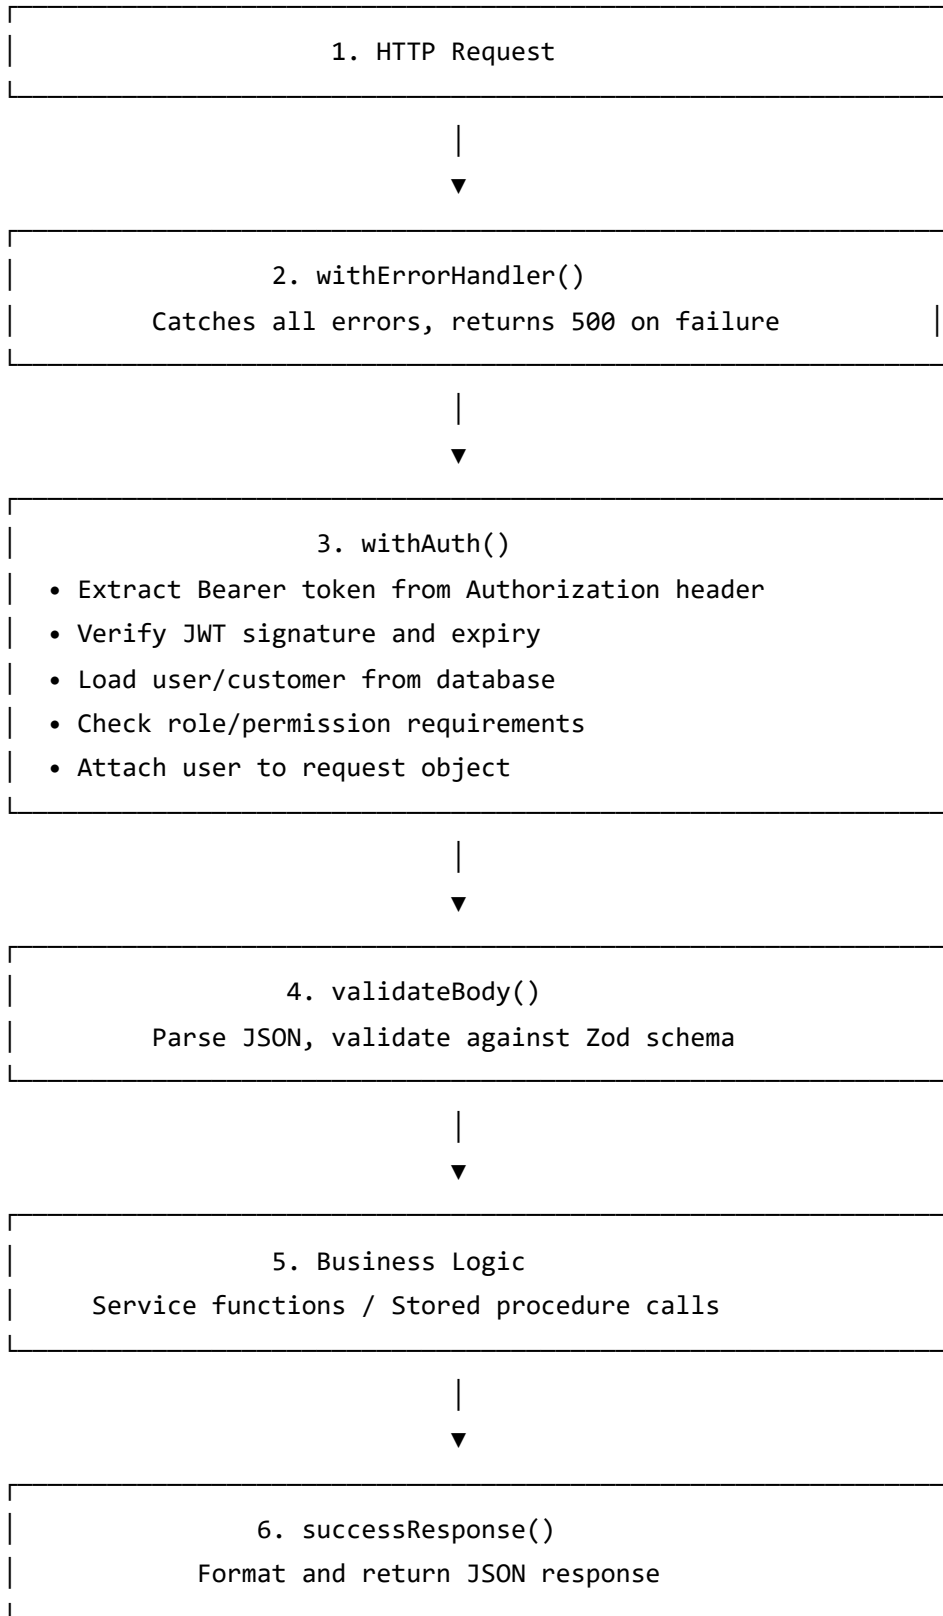 1. HTTP Request
2. withErrorHandler()
Catches all errors, returns 500 on failure
3. withAuth()
• Extract Bearer token from Authorization header
• Verify JWT signature and expiry
• Load user/customer from database
• Check role/permission requirements
• Attach user to request object
4. validateBody()
Parse JSON, validate against Zod schema
5. Business Logic
Service functions / Stored procedure calls
6. successResponse()
Format and return JSON response